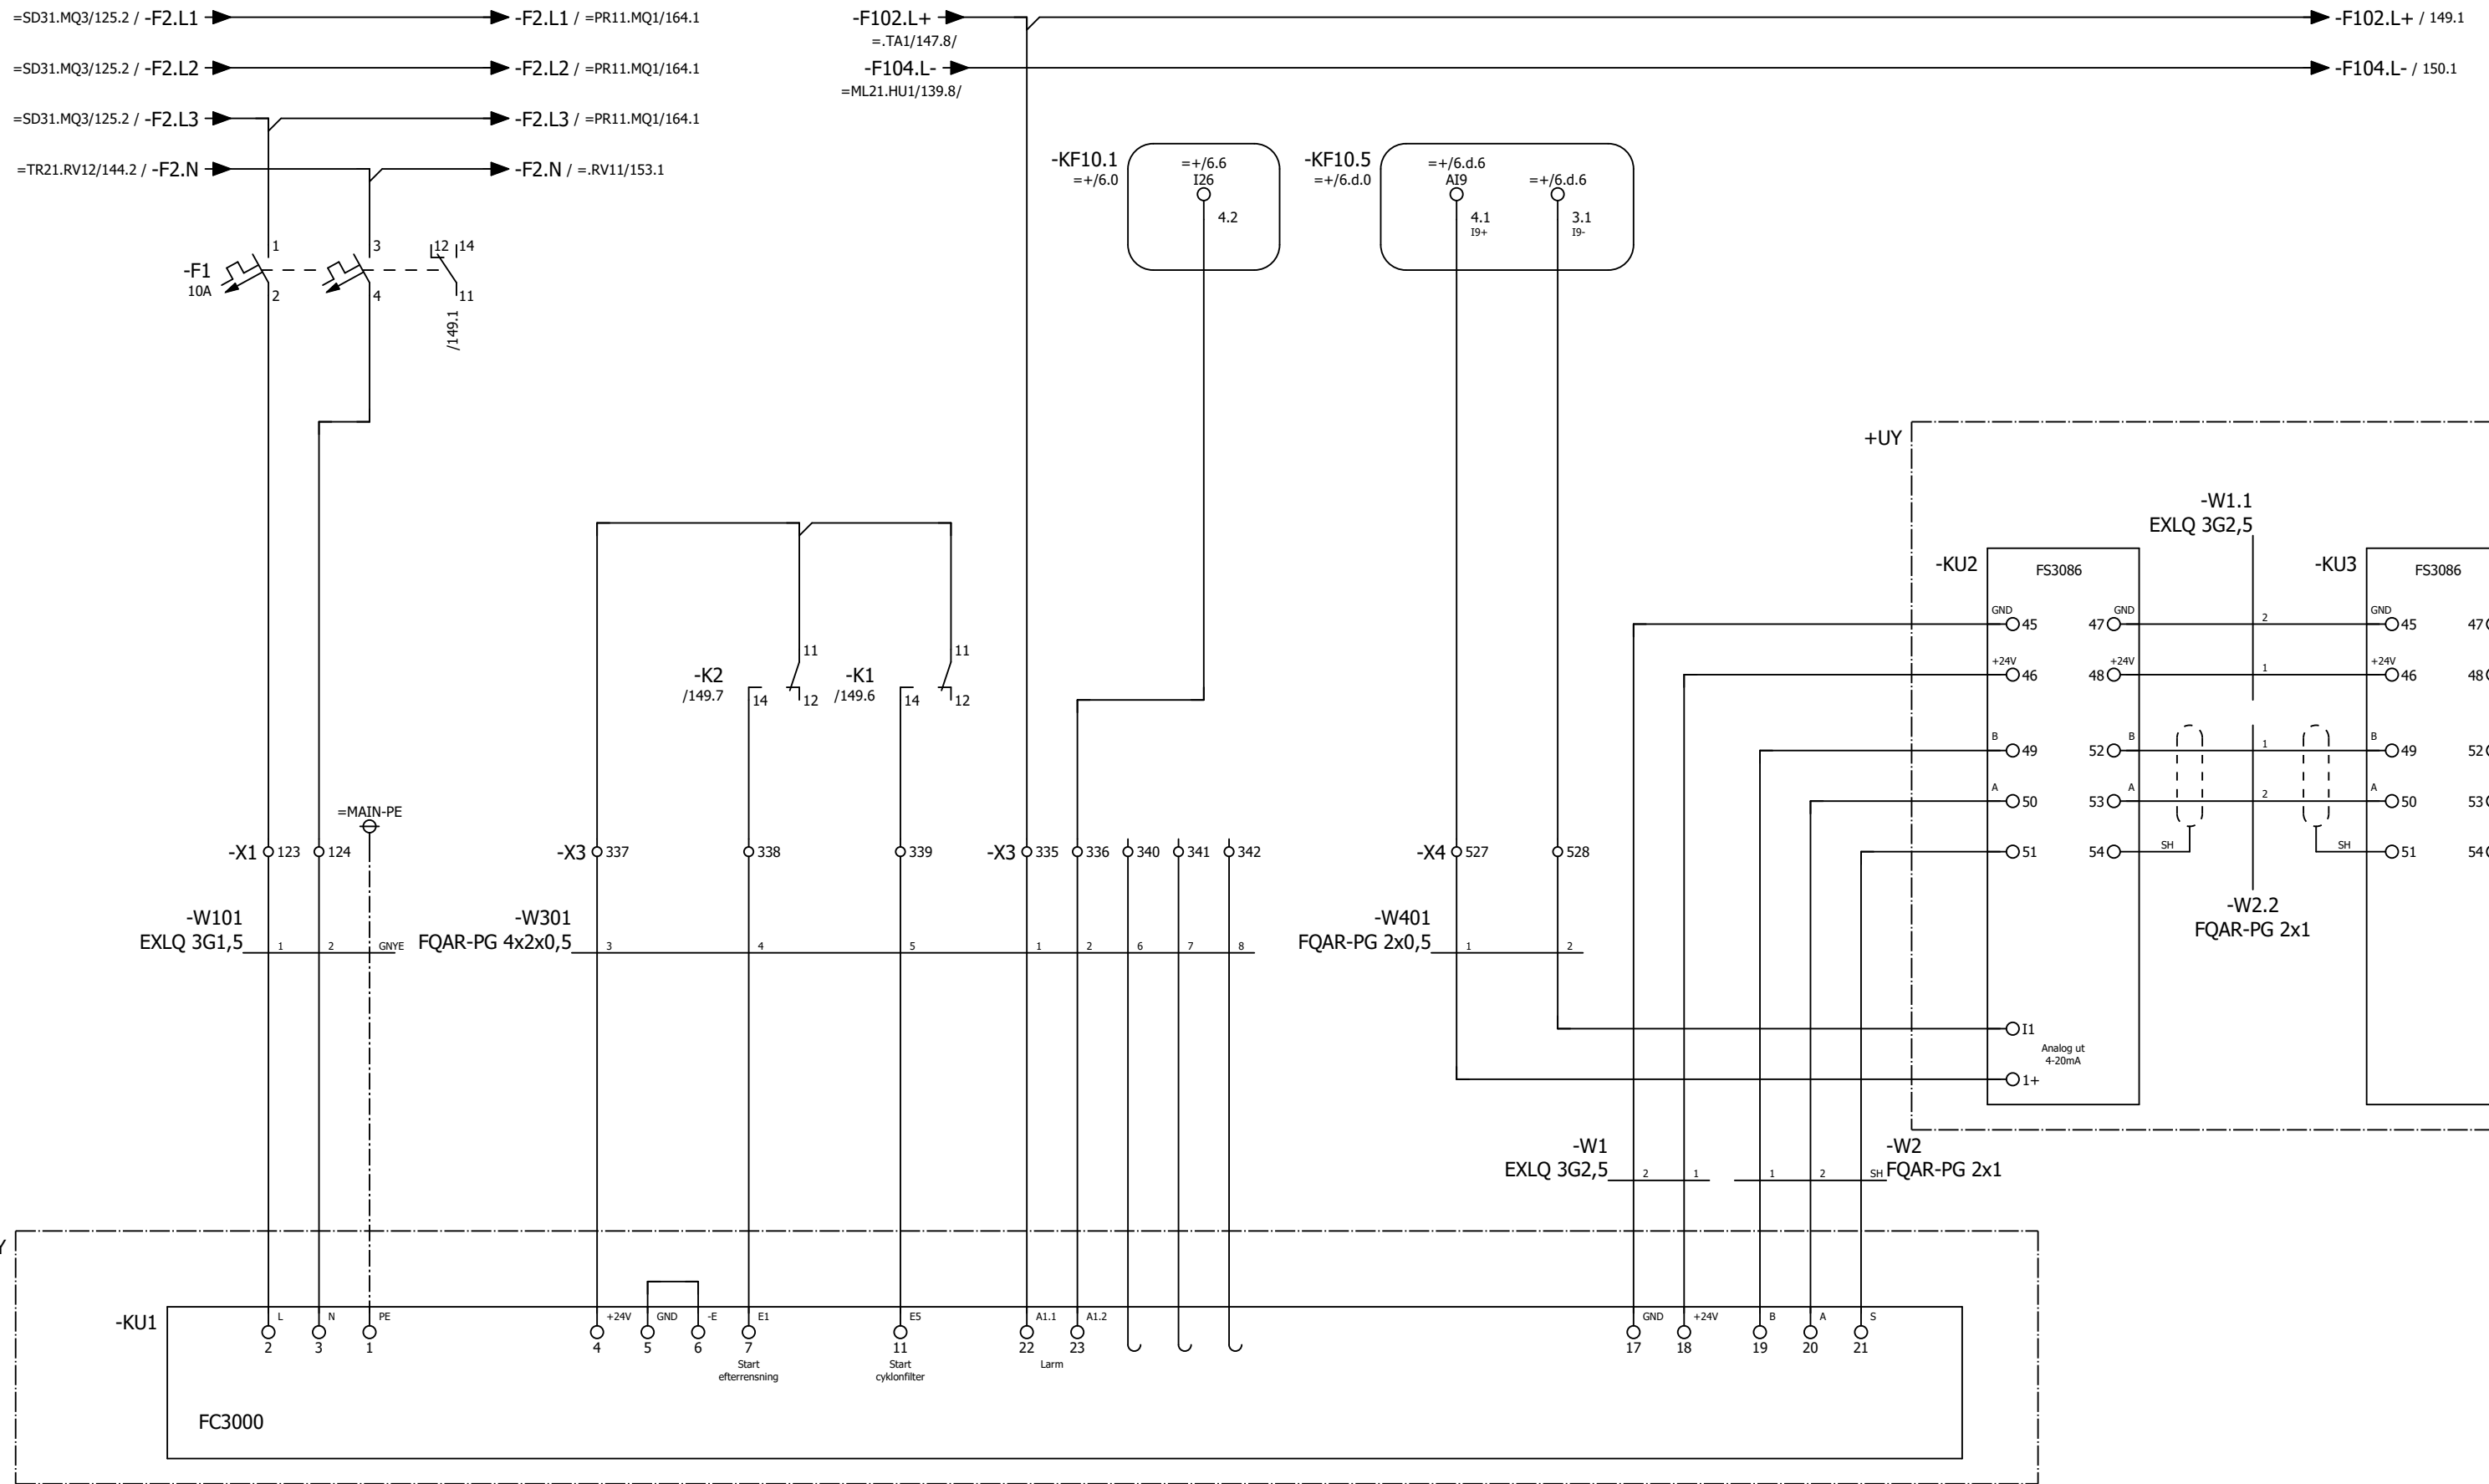 =SD31.MQ3/125.2 / -F2.L1
-F2.L1 / =PR11.MQ1/164.1
-F102.L+
=.TA1/147.8/
-F102.L+ / 149.1
=SD31.MQ3/125.2 / -F2.L2
-F2.L2 / =PR11.MQ1/164.1
-F104.L-
=ML21.HU1/139.8/
-F104.L- / 150.1
=SD31.MQ3/125.2 / -F2.L3
-F2.L3 / =PR11.MQ1/164.1
=TR21.RV12/144.2 / -F2.N
-F2.N / =.RV11/153.1
-KF10.1
=+/6.0
=+/6.6
I26
4.2
-KF10.5
=+/6.d.0
=+/6.d.6
AI9
4.1
I9+
=+/6.d.6
3.1
I9-
-F1
10A
1
2
3
4
12
14
11
/149.1
+UY
-W1.1
EXLQ 3G2,5
-KU2
FS3086
-KU3
FS3086
GND
45
47
GND
2
GND
45
47
+24V
46
48
+24V
1
+24V
46
48
B
49
52
B
1
B
49
52
A
50
53
A
2
A
50
53
51
54
SH
SH
51
54
-W2.2
FQAR-PG 2x1
I1
Analog ut
4-20mA
1+
-K2
/149.7
11
14
12
-K1
/149.6
11
14
12
=MAIN-PE
-X1
123
124
-X3
337
338
339
-X3
335
336
340
341
342
-X4
527
528
-W101
EXLQ 3G1,5
1
2
GNYE
-W301
FQAR-PG 4x2x0,5
3
4
5
1
2
6
7
8
-W401
FQAR-PG 2x0,5
1
2
-W1
EXLQ 3G2,5
2
1
-W2
FQAR-PG 2x1
1
2
SH
Y
-KU1
L
2
N
3
PE
1
+24V
4
GND
5
-E
6
E1
7
Start
efterrensning
E5
11
Start
cyklonfilter
A1.1
22
A1.2
23
Larm
GND
17
+24V
18
B
19
A
20
S
21
FC3000